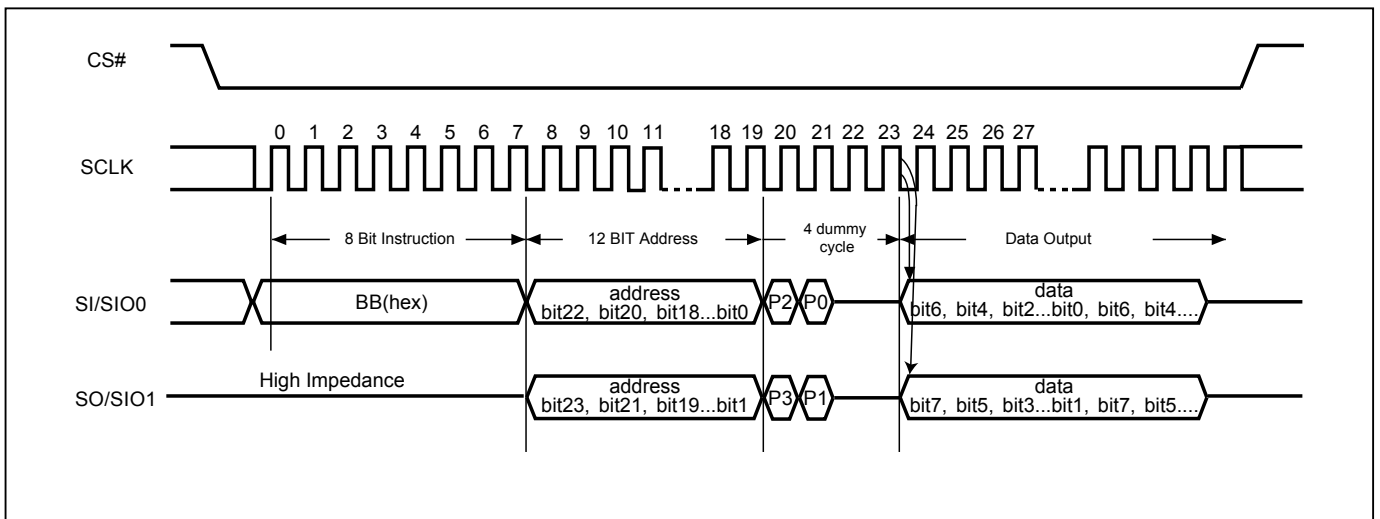 CS#
0 1 2 3 4 5 6 7 8 9 10 11 18 19 20 21 22 23 24 25 26 27
SCLK
8 Bit Instruction
12 BIT Address
4 dummy
cycle
Data Output
SI/SIO0
BB(hex)
address
bit22, bit20, bit18...bit0
P2
P0
data
bit6, bit4, bit2...bit0, bit6, bit4....
High Impedance
SO/SIO1
address
bit23, bit21, bit19...bit1
P3
P1
data
bit7, bit5, bit3...bit1, bit7, bit5....